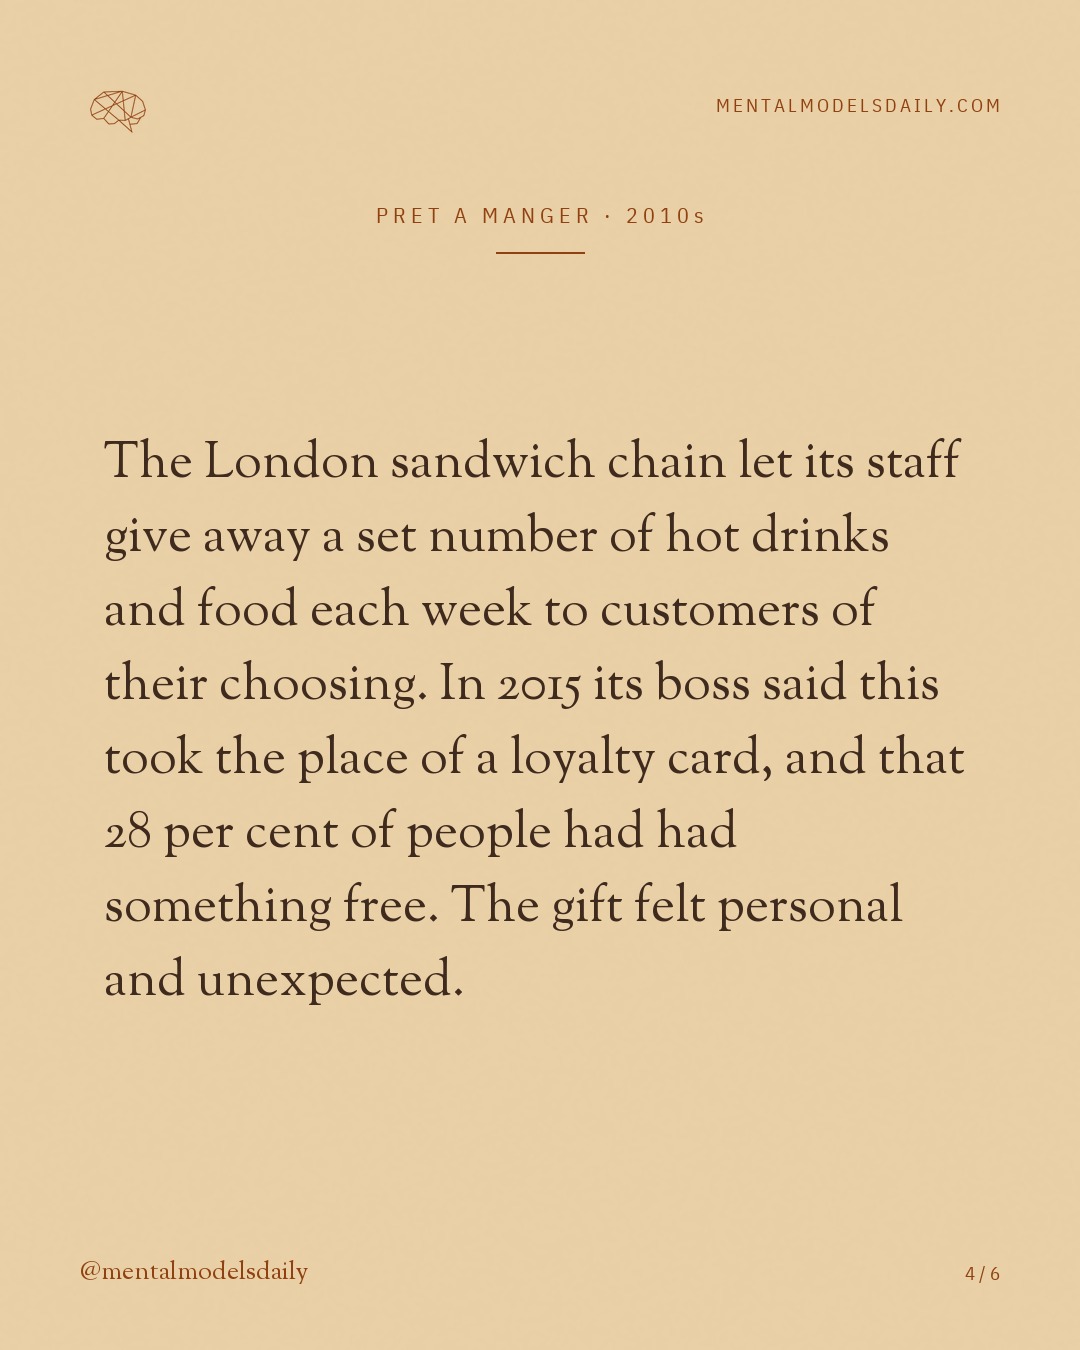 MENTALMODELSDAILY.COM
PRET A MANGER · 2010s
The London sandwich chain let its staff
give away a set number of hot drinks
and food each week to customers of
their choosing. In 2015 its boss said this
took the place of a loyalty card, and that
28 per cent of people had had
something free. The gift felt personal
and unexpected.
@mentalmodelsdaily
4 / 6